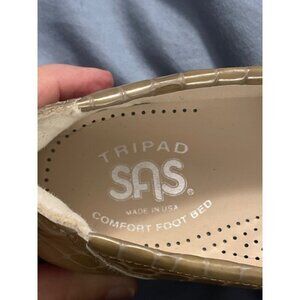 TRIPAD
SAS®
MADE IN USA
COMFORT FOOT BED